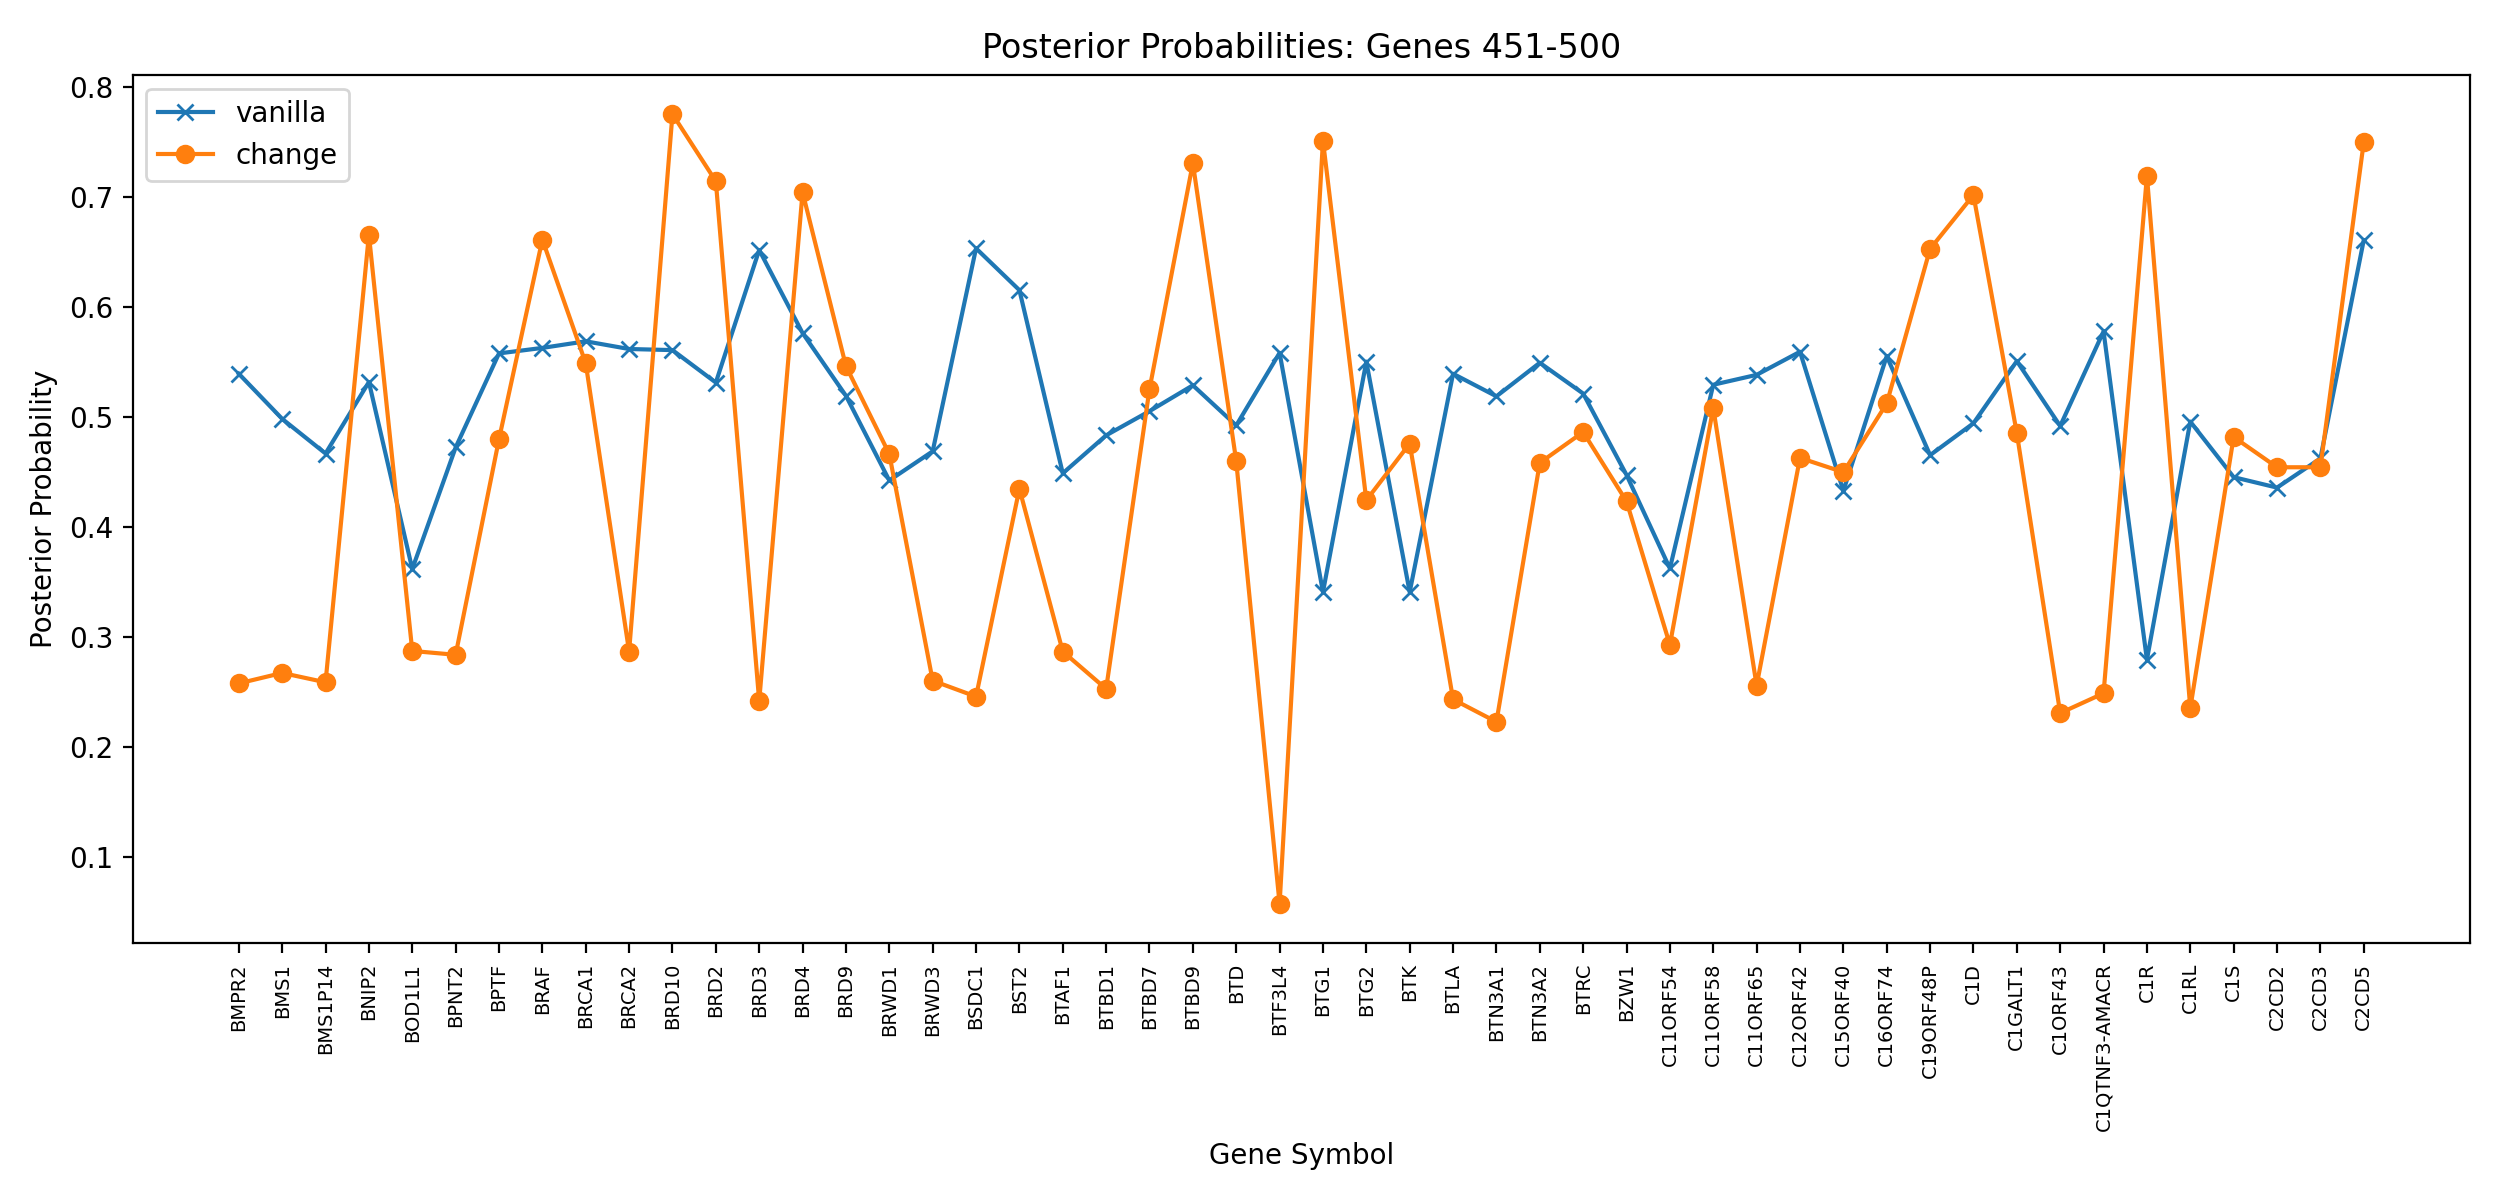 Posterior Probabilities: Genes 451-500
vanilla
change
Posterior Probability
0.8
0.7
0.6
0.5
0.4
0.3
0.2
0.1
BMPR2
BMS1
BMS1P14
BNIP2
BOD1L1
BPNT2
BPTF
BRAF
BRCA1
BRCA2
BRD10
BRD2
BRD3
BRD4
BRD9
BRWD1
BRWD3
BSDC1
BST2
BTAF1
BTBD1
BTBD7
BTBD9
BTD
BTF3L4
BTG1
BTG2
BTK
BTLA
BTN3A1
BTN3A2
BTRC
BZW1
C11ORF54
C11ORF58
C11ORF65
C12ORF42
C15ORF40
C16ORF74
C19ORF48P
C1D
C1GALT1
C1ORF43
C1QTNF3-AMACR
C1R
C1RL
C1S
C2CD2
C2CD3
C2CD5
Gene Symbol